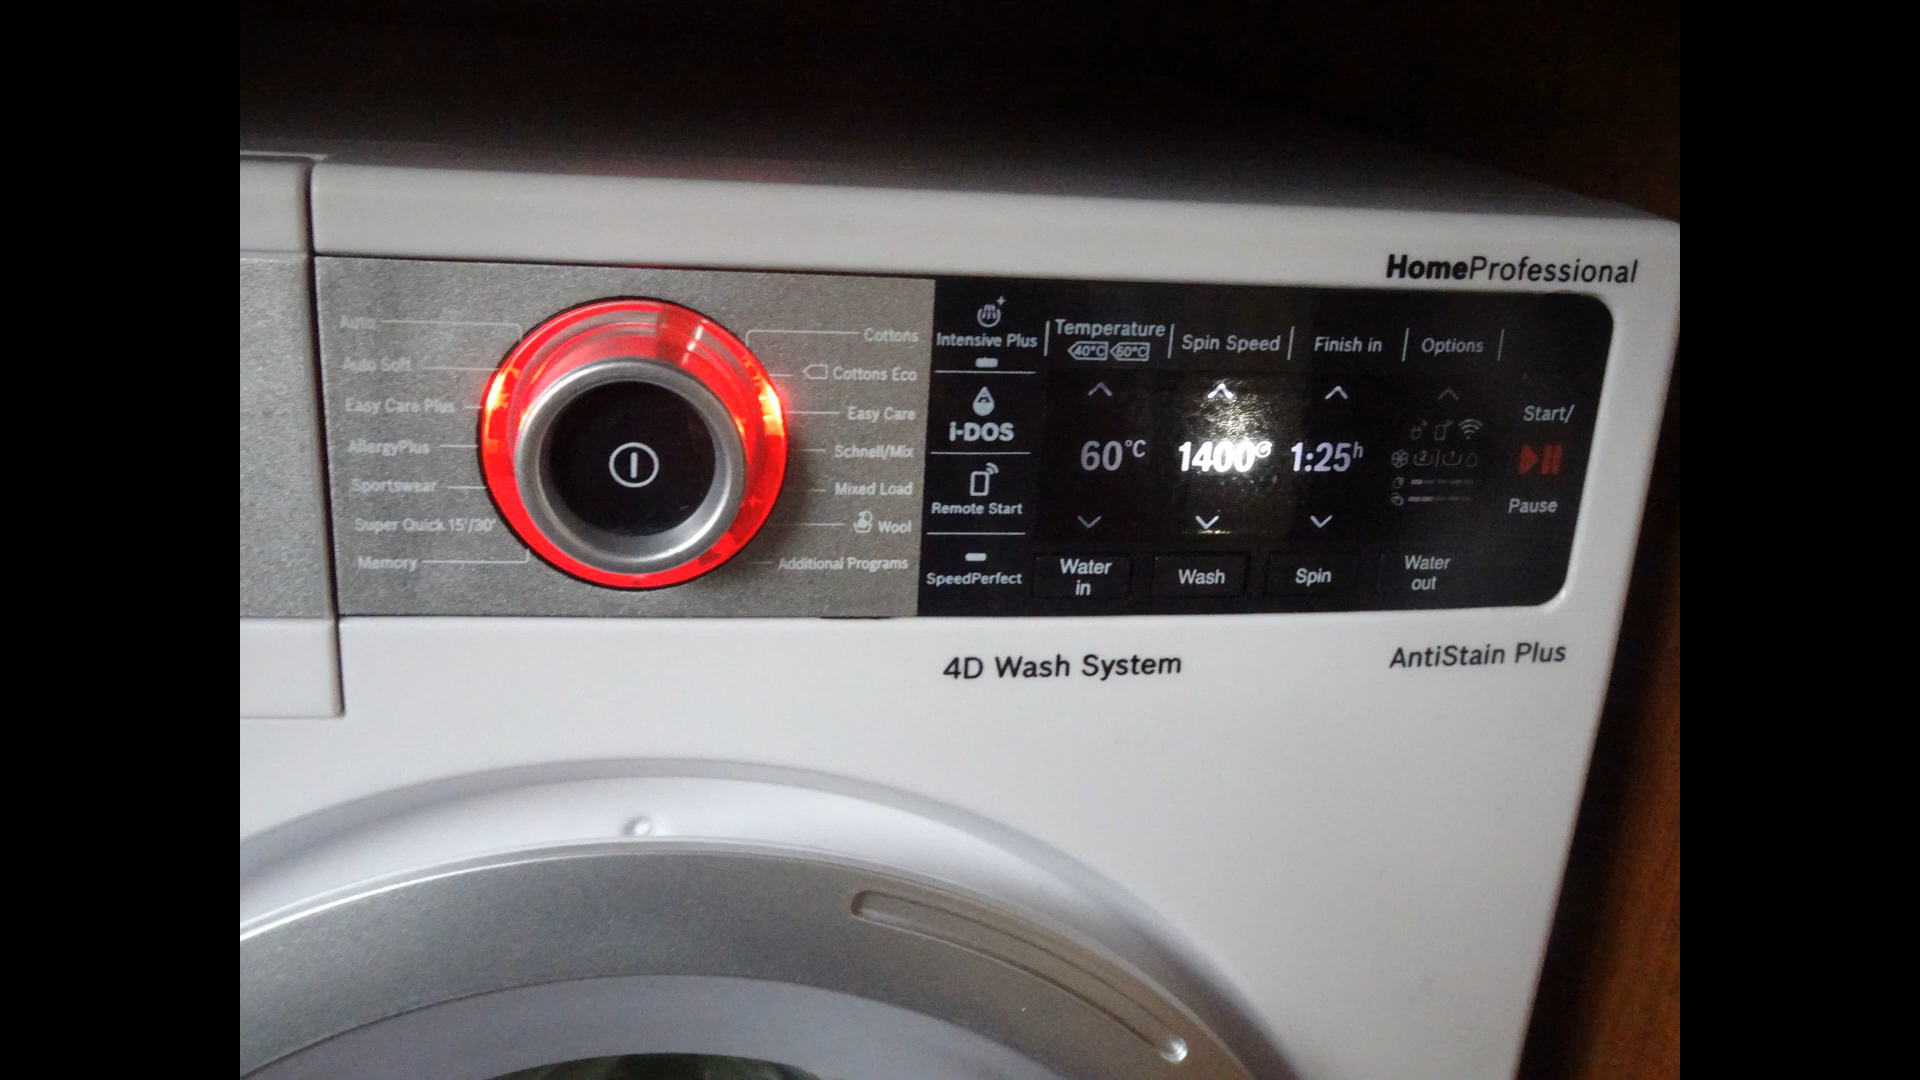 HomeProfessional
Auto
Auto Soft
Easy Care Plus
AllergyPlus
Sportswear
Super Quick 15'/30'
Memory
Cottons
Cottons Eco
Easy Care
Schnell/Mix
Mixed Load
Wool
Additional Programs
Intensive Plus
i-DOS
Remote Start
SpeedPerfect
Temperature
40°C 60°C
Spin Speed
Finish in
Options
60°C
1400
1:25h
2 1
Start/
Pause
Water
in
Wash
Spin
Water
out
4D Wash System
AntiStain Plus